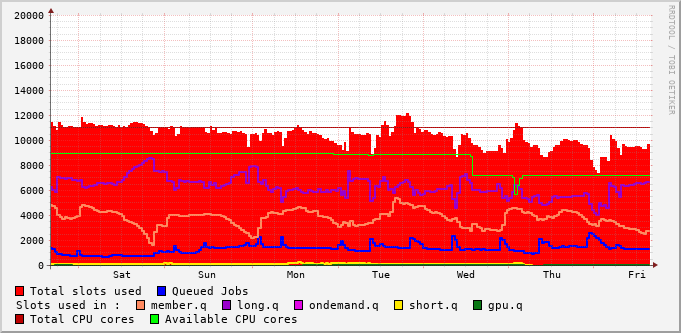 20000
18000
16000
14000
12000
10000
8000
6000
4000
2000
0
Sat Sun Mon Tue Wed Thu Fri
RRDTOOL / TOBI OETIKER
Total slots used Queued Jobs
Slots used in : member.q long.q ondemand.q short.q gpu.q
Total CPU cores Available CPU cores